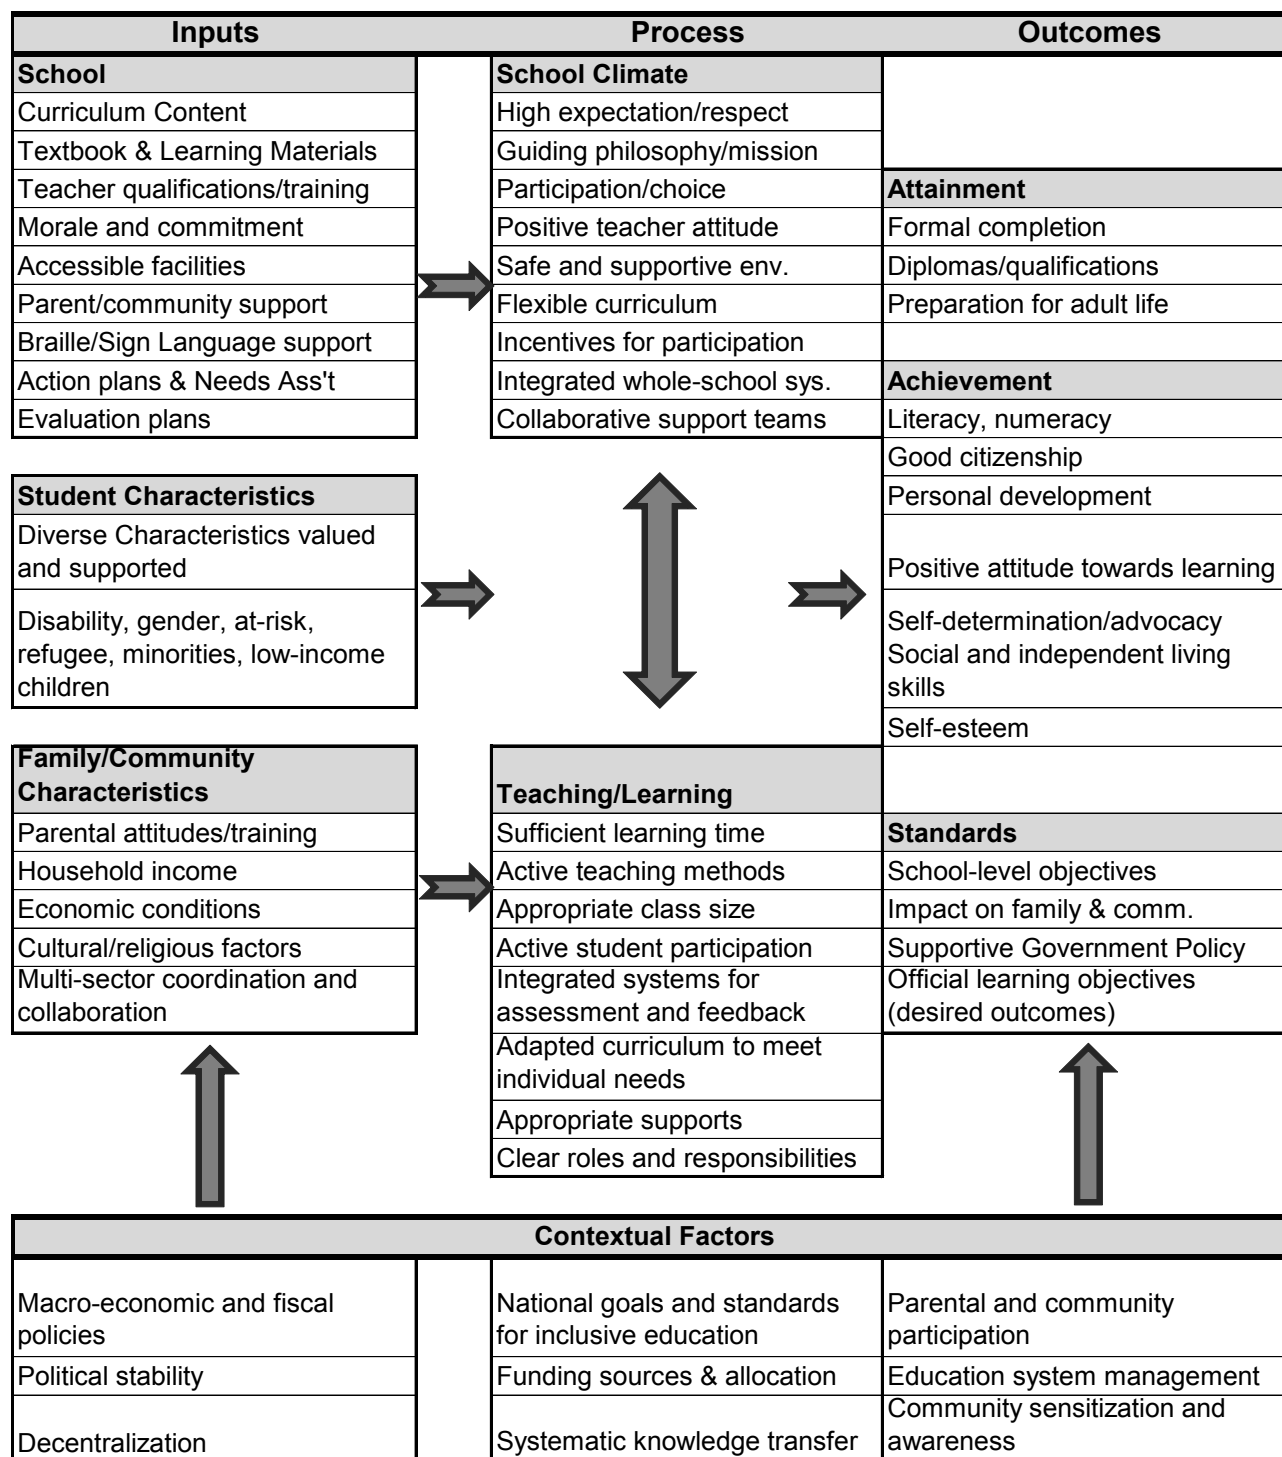 Inputs
Process
Outcomes
School
Curriculum Content
Textbook & Learning Materials
Teacher qualifications/training
Morale and commitment
Accessible facilities
Parent/community support
Braille/Sign Language support
Action plans & Needs Ass't
Evaluation plans
Student Characteristics
Diverse Characteristics valued
and supported
Disability, gender, at-risk,
refugee, minorities, low-income
children
Family/Community
Characteristics
Parental attitudes/training
Household income
Economic conditions
Cultural/religious factors
Multi-sector coordination and
collaboration
School Climate
High expectation/respect
Guiding philosophy/mission
Participation/choice
Positive teacher attitude
Safe and supportive env.
Flexible curriculum
Incentives for participation
Integrated whole-school sys.
Collaborative support teams
Teaching/Learning
Sufficient learning time
Active teaching methods
Appropriate class size
Active student participation
Integrated systems for
assessment and feedback
Adapted curriculum to meet
individual needs
Appropriate supports
Clear roles and responsibilities
Attainment
Formal completion
Diplomas/qualifications
Preparation for adult life
Achievement
Literacy, numeracy
Good citizenship
Personal development
Positive attitude towards learning
Self-determination/advocacy
Social and independent living
skills
Self-esteem
Standards
School-level objectives
Impact on family & comm.
Supportive Government Policy
Official learning objectives
(desired outcomes)
Contextual Factors
Macro-economic and fiscal
policies
Political stability
Decentralization
National goals and standards
for inclusive education
Funding sources & allocation
Systematic knowledge transfer
Parental and community
participation
Education system management
Community sensitization and
awareness